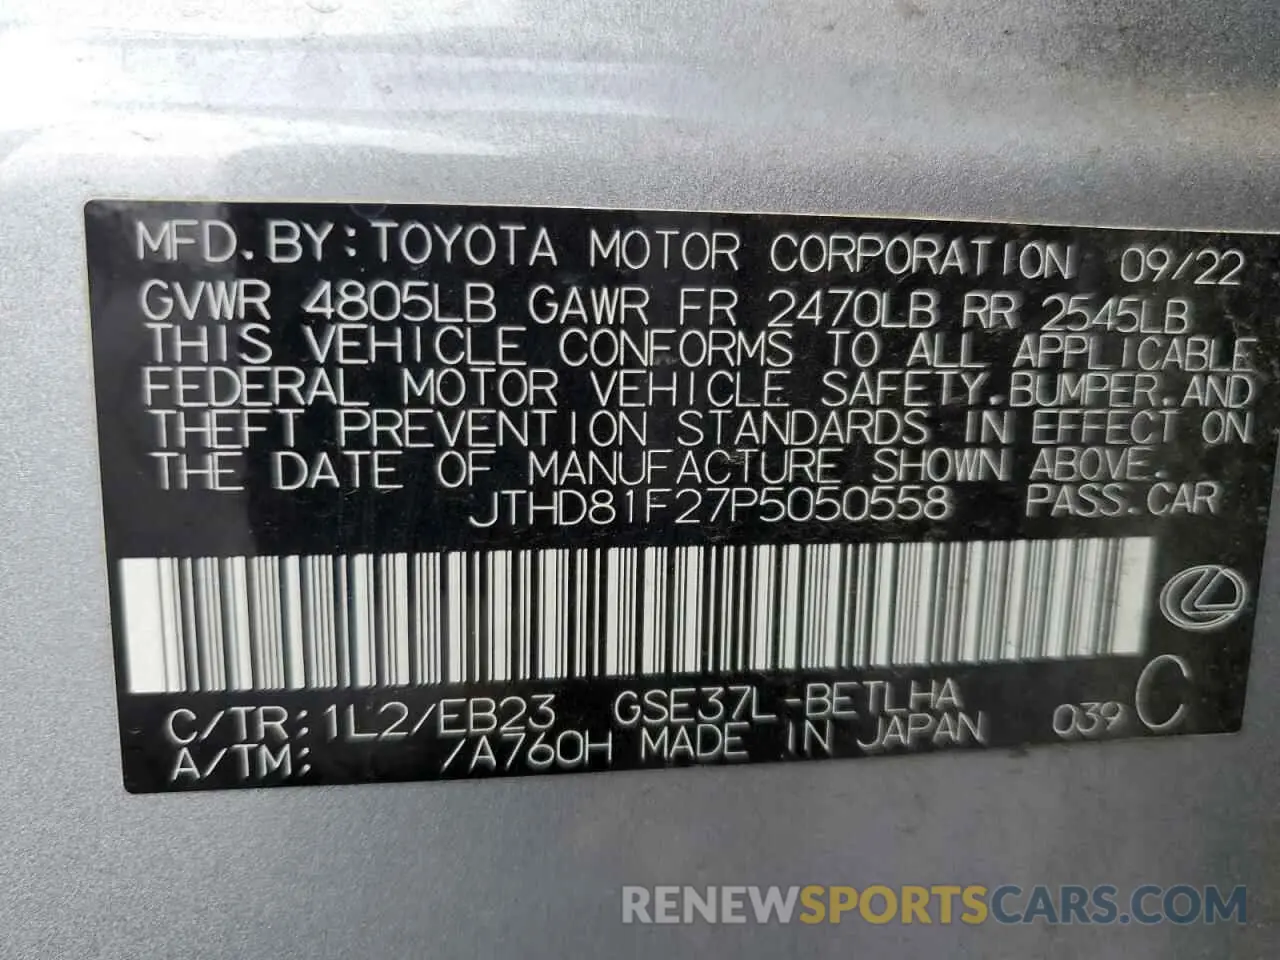 MFD. BY: TOYOTA MOTOR CORPORATION 09/22
GVWR 4805LB GAWR FR 2470LB RR 2545LB
THIS VEHICLE CONFORMS TO ALL APPLICABLE
FEDERAL MOTOR VEHICLE SAFETY. BUMPER. AND
THEFT PREVENTION STANDARDS IN EFFECT ON
THE DATE OF MANUFACTURE SHOWN ABOVE.
JTHD81F27P5050558 PASS. CAR
C/TR: 1L2/EB23 GSE37L-BETLHA 039 C
A/TM: /A760H MADE IN JAPAN
RENEWSPORTSCARS.COM